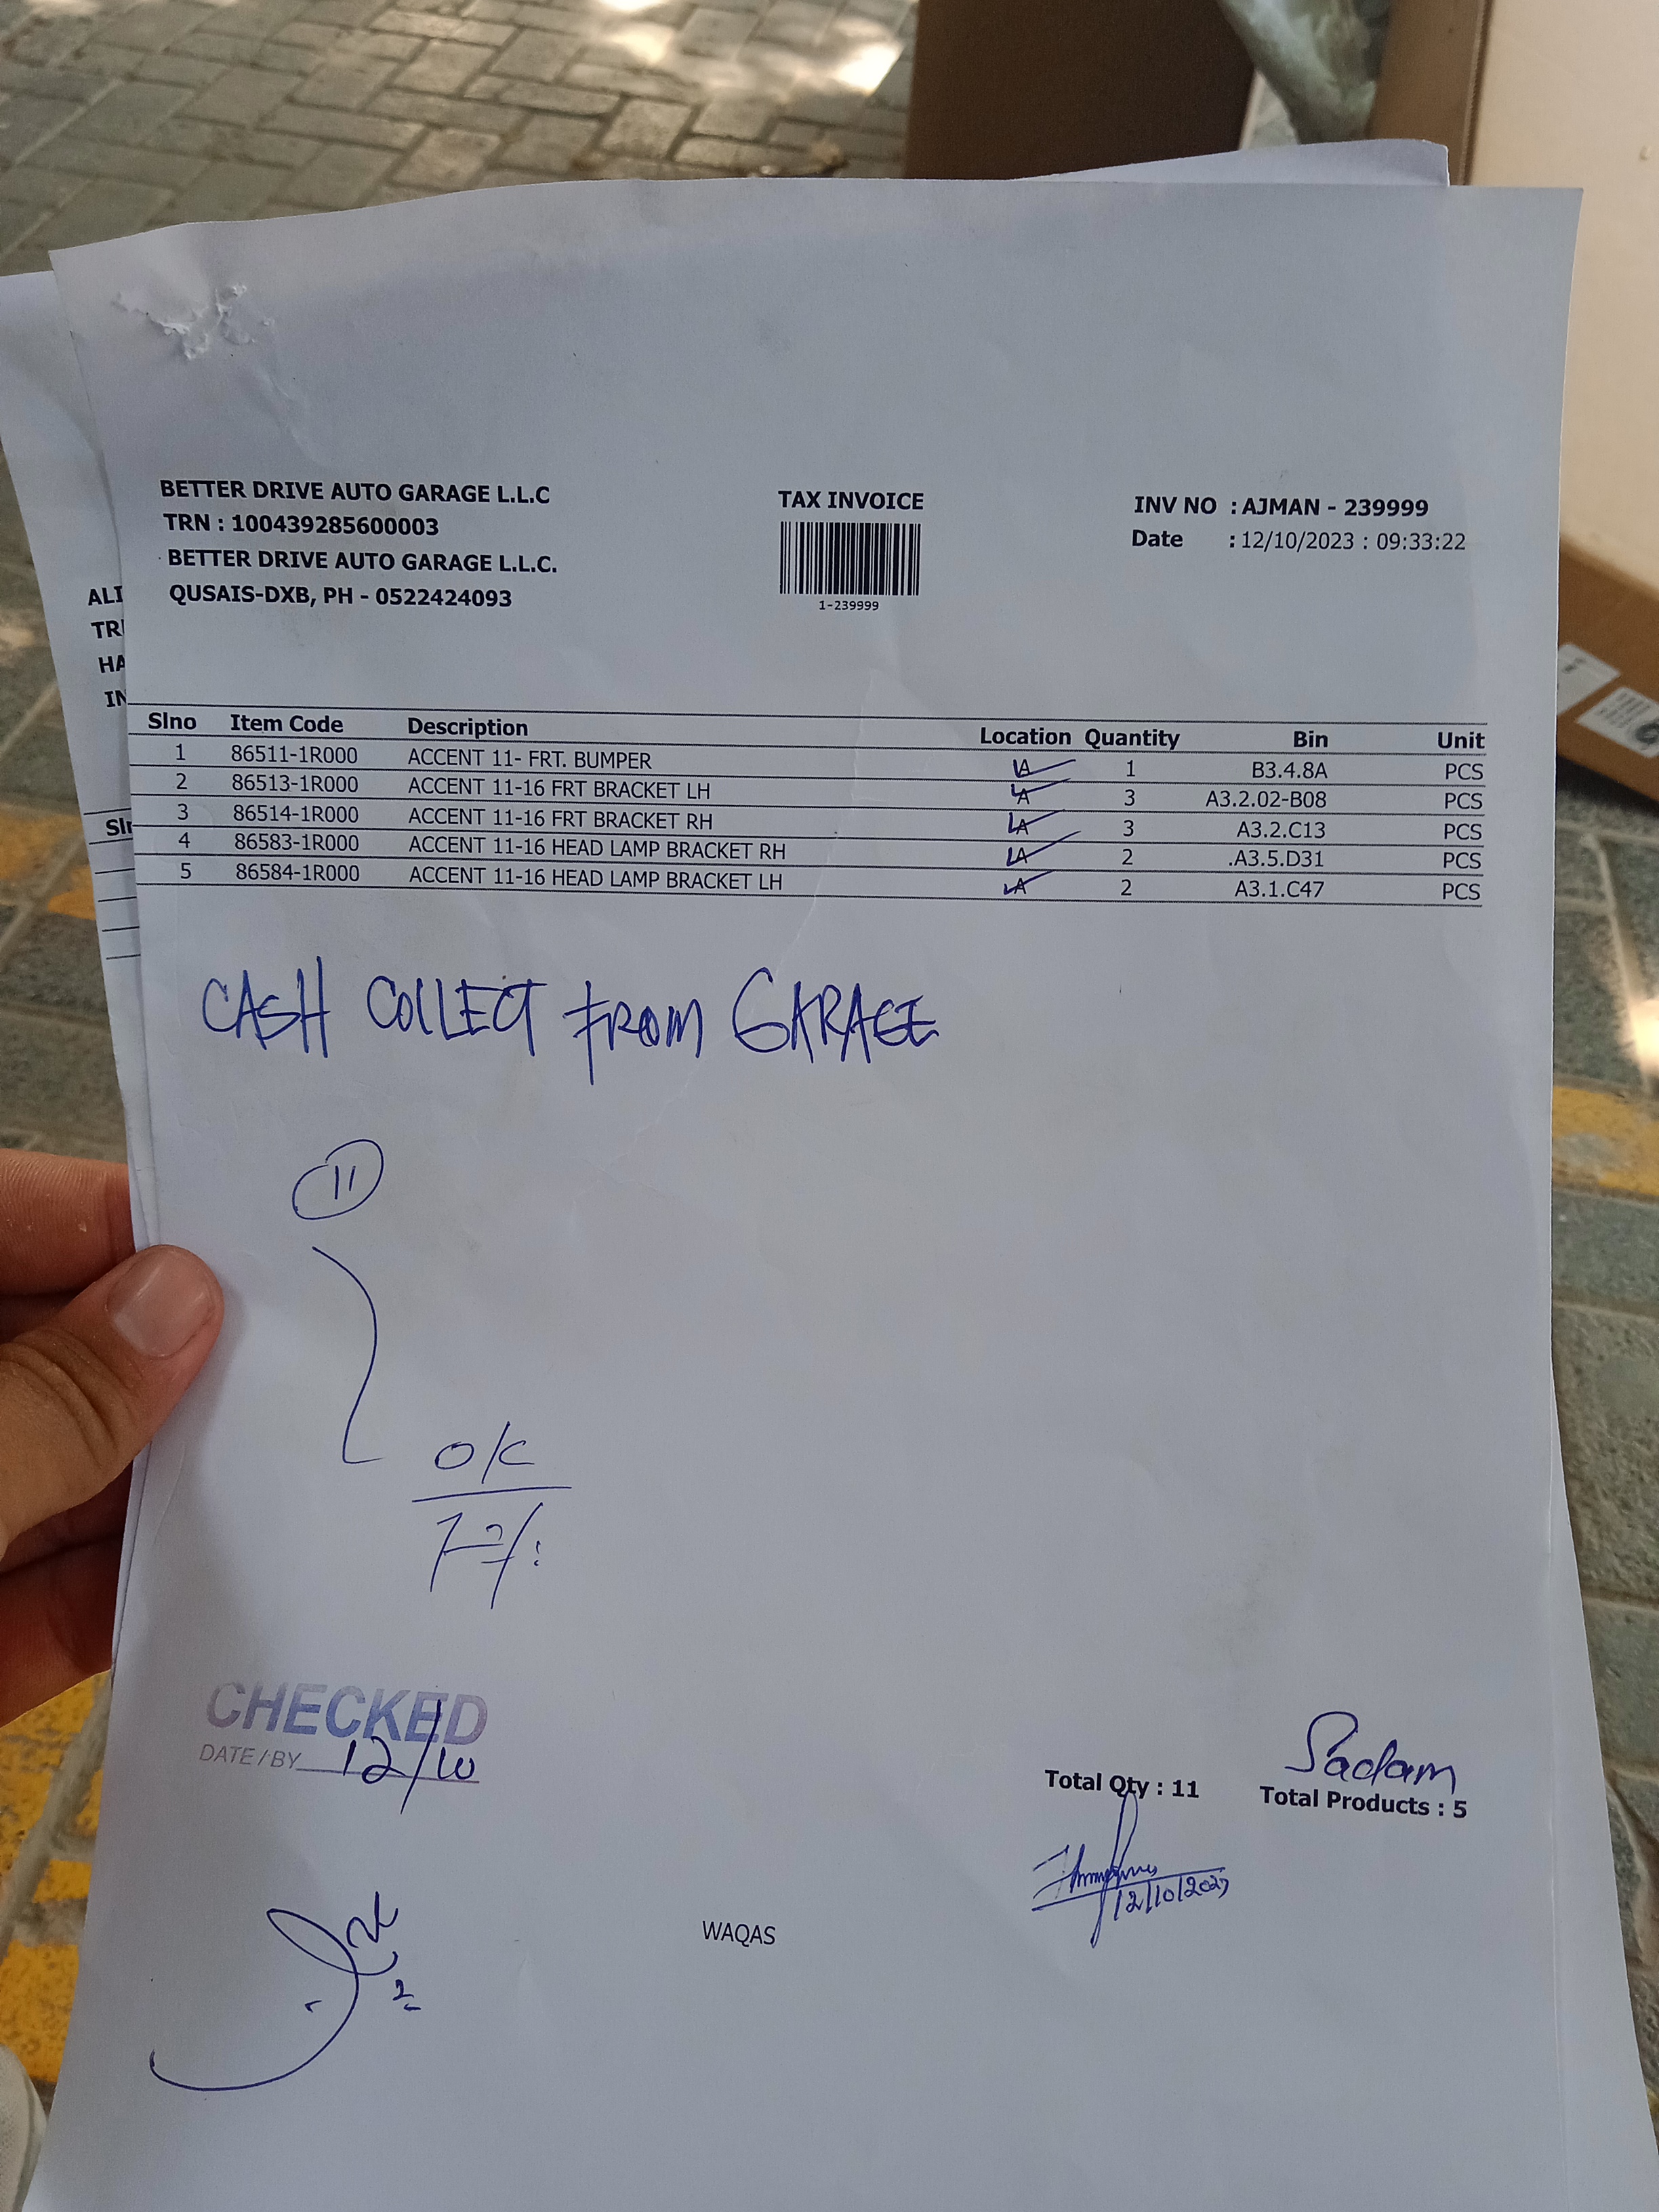 BETTER DRIVE AUTO GARAGE L.L.C
TRN : 100439285600003
BETTER DRIVE AUTO GARAGE L.L.C.
QUSAIS-DXB, PH - 0522424093
TAX INVOICE
1-239999
INV NO : AJMAN - 239999
Date : 12/10/2023 : 09:33:22
ALI
HA
IN
Slno Item Code Description Location Quantity Bin Unit
1 86511-1R000 ACCENT 11- FRT. BUMPER LA 1 B3.4.8A PCS
2 86513-1R000 ACCENT 11-16 FRT BRACKET LH LA 3 A3.2.02-B08 PCS
3 86514-1R000 ACCENT 11-16 FRT BRACKET RH LA 3 A3.2.C13 PCS
4 86583-1R000 ACCENT 11-16 HEAD LAMP BRACKET RH LA 2 .A3.5.D31 PCS
5 86584-1R000 ACCENT 11-16 HEAD LAMP BRACKET LH LA 2 A3.1.C47 PCS
CASH COLLECT FROM GARAGE
11
OK
CHECKED
DATE/BY 12/10
Sadam
Total Qty : 11 Total Products : 5
12/10/2023
WAQAS